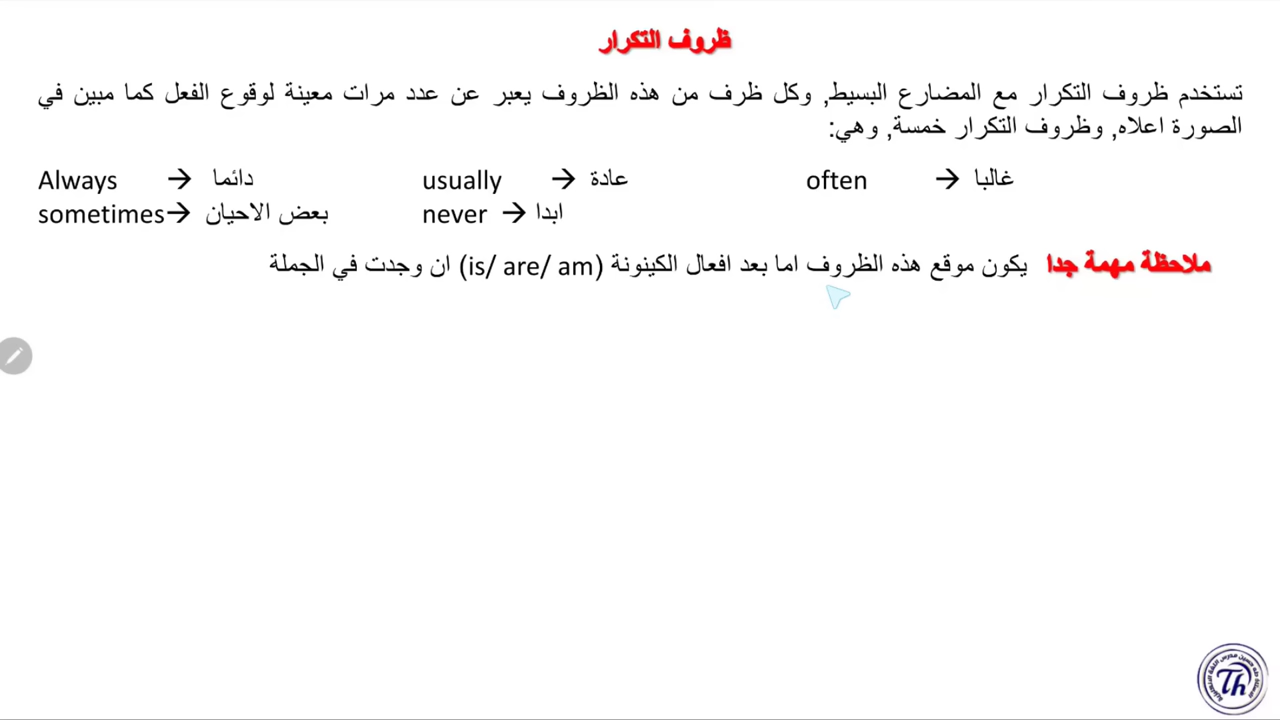 ظروف التكرار
تستخدم ظروف التكرار مع المضارع البسيط, وكل ظرف من هذه الظروف يعبر عن عدد مرات معينة لوقوع الفعل كما مبين في
الصورة اعلاه, وظروف التكرار خمسة, وهي:
Always → دائما usually → عادة often → غالبا
sometimes→ بعض الاحيان never → ابدا
ملاحظة مهمة جدا يكون موقع هذه الظروف اما بعد افعال الكينونة (is/ are/ am) ان وجدت في الجملة
Th